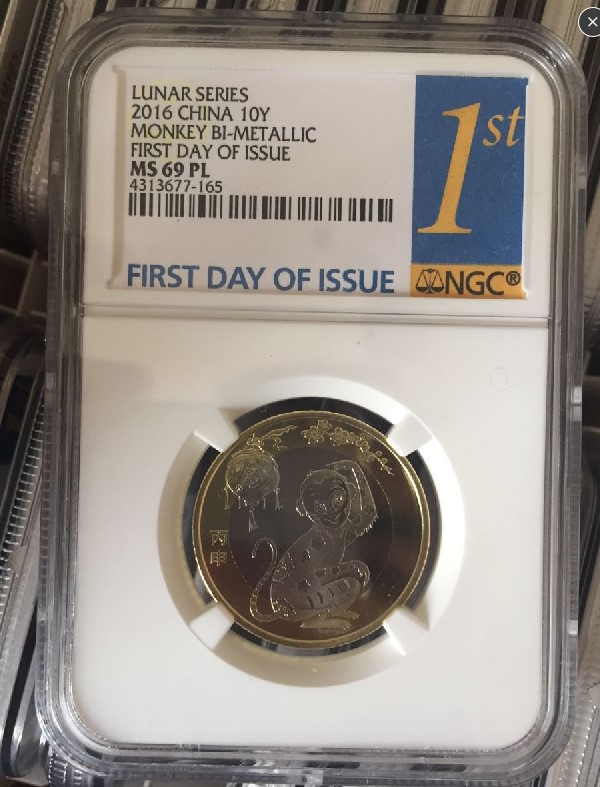 LUNAR SERIES
2016 CHINA 10Y
MONKEY BI-METALLIC
FIRST DAY OF ISSUE
MS 69 PL
4313677-165
1st
FIRST DAY OF ISSUE
NGC®
丙
申